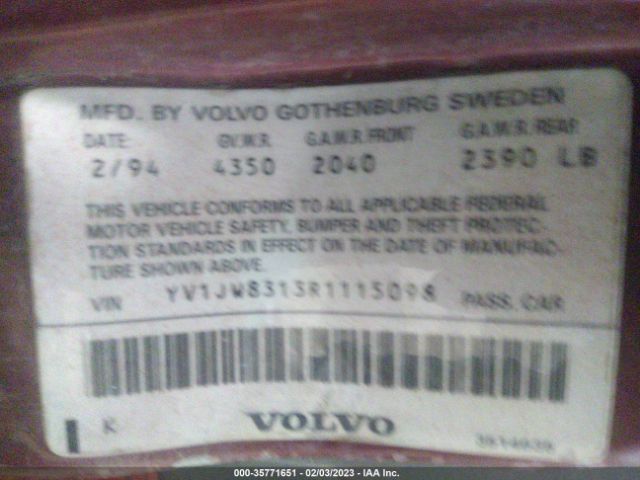 MFD. BY VOLVO GOTHENBURG SWEDEN
DATE: G.V.W.R. G.A.W.R. FRONT G.A.W.R. REAR
2/94 4350 2040 2390 LB
THIS VEHICLE CONFORMS TO ALL APPLICABLE FEDERAL
MOTOR VEHICLE SAFETY, BUMPER AND THEFT PROTEC-
TION STANDARDS IN EFFECT ON THE DATE OF MANUFAC-
TURE SHOWN ABOVE.
VIN YV1JW8313R1115098 PASS. CAR
K VOLVO
000-35771651 - 02/03/2023 - IAA Inc.